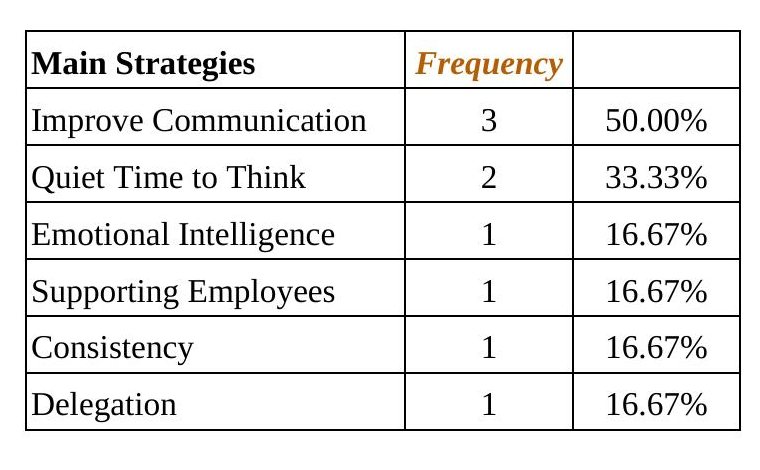 Main Strategies Frequency
Improve Communication 3 50.00%
Quiet Time to Think 2 33.33%
Emotional Intelligence 1 16.67%
Supporting Employees 1 16.67%
Consistency 1 16.67%
Delegation 1 16.67%